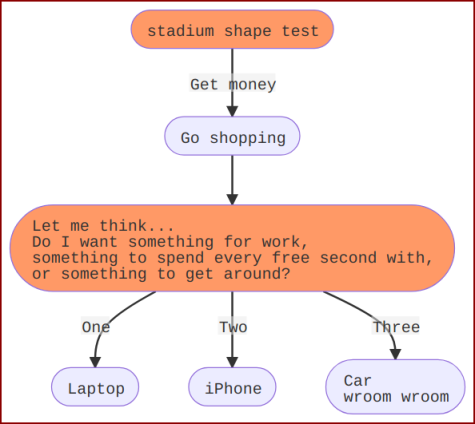 stadium shape test
Get money
Go shopping
Let me think...
Do I want something for work,
something to spend every free second with,
or something to get around?
One
Two
Three
Laptop
iPhone
Car
wroom wroom